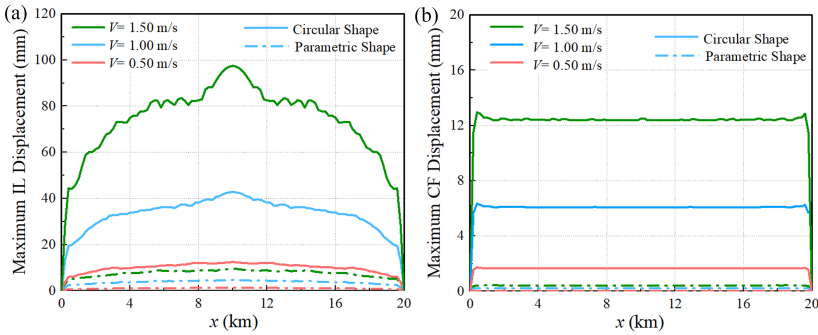 (a)
Maximum IL Displacement (mm)
120
100
80
60
40
20
0
V= 1.50 m/s
V= 1.00 m/s
V= 0.50 m/s
Circular Shape
Parametric Shape
0 4 8 12 16 20
x (km)
(b)
Maximum CF Displacement (mm)
20
16
12
8
4
0
V= 1.50 m/s
V= 1.00 m/s
V= 0.50 m/s
Circular Shape
Parametric Shape
0 4 8 12 16 20
x (km)